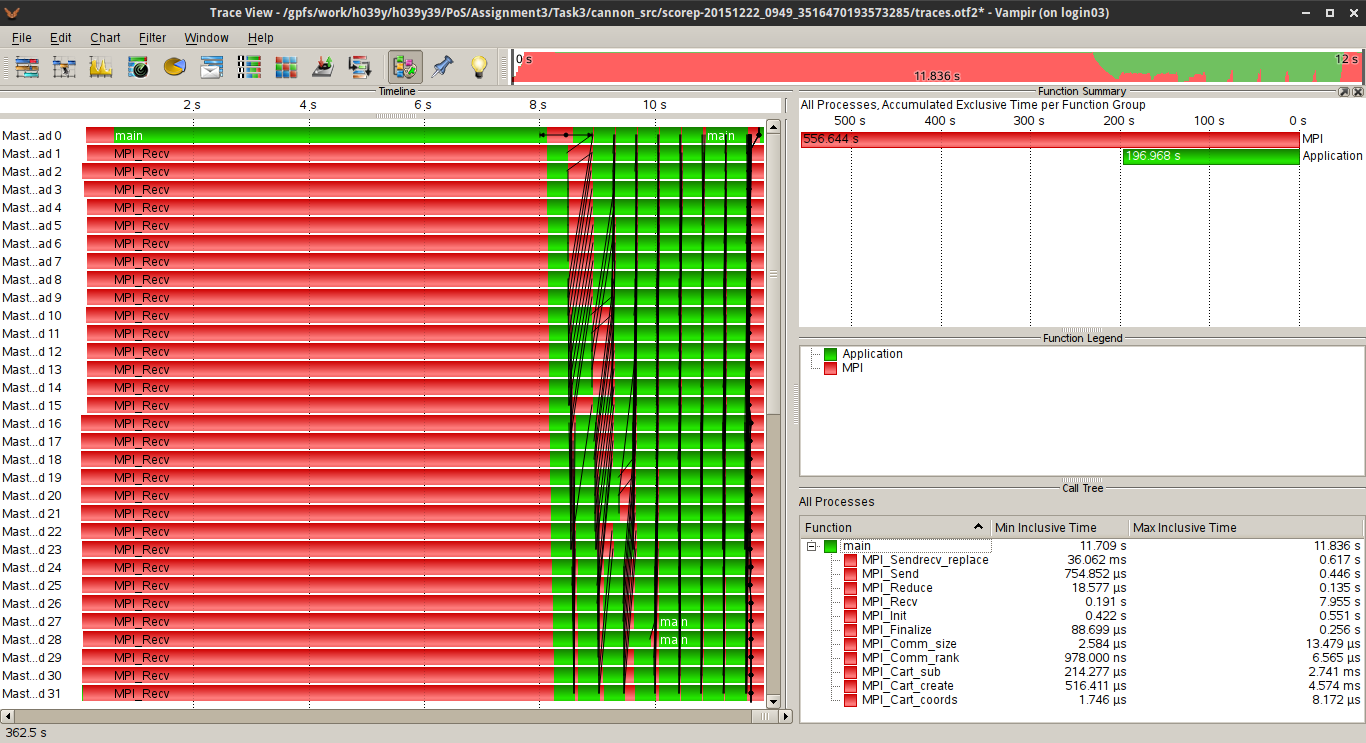 Trace View - /gpfs/work/h039y/h039y39/PoS/Assignment3/Task3/cannon_src/scorep-20151222_0949_3516470193573285/traces.otf2* - Vampir (on login03)
File Edit Chart Filter Window Help
0 s 11.836 s 12 s
Timeline
2 s 4 s 6 s 8 s 10 s
Mast...ad 0 main main
Mast...ad 1 MPI_Recv
Mast...ad 2 MPI_Recv
Mast...ad 3 MPI_Recv
Mast...ad 4 MPI_Recv
Mast...ad 5 MPI_Recv
Mast...ad 6 MPI_Recv
Mast...ad 7 MPI_Recv
Mast...ad 8 MPI_Recv
Mast...ad 9 MPI_Recv
Mast...d 10 MPI_Recv
Mast...d 11 MPI_Recv
Mast...d 12 MPI_Recv
Mast...d 13 MPI_Recv
Mast...d 14 MPI_Recv
Mast...d 15 MPI_Recv
Mast...d 16 MPI_Recv
Mast...d 17 MPI_Recv
Mast...d 18 MPI_Recv
Mast...d 19 MPI_Recv
Mast...d 20 MPI_Recv
Mast...d 21 MPI_Recv
Mast...d 22 MPI_Recv
Mast...d 23 MPI_Recv
Mast...d 24 MPI_Recv
Mast...d 25 MPI_Recv
Mast...d 26 MPI_Recv
Mast...d 27 MPI_Recv main
Mast...d 28 MPI_Recv main
Mast...d 29 MPI_Recv
Mast...d 30 MPI_Recv
Mast...d 31 MPI_Recv
Function Summary
All Processes, Accumulated Exclusive Time per Function Group
500 s 400 s 300 s 200 s 100 s 0 s
556.644 s MPI
196.968 s Application
Function Legend
Application
MPI
Call Tree
All Processes
Function Min Inclusive Time Max Inclusive Time
main 11.709 s 11.836 s
MPI_Sendrecv_replace 36.062 ms 0.617 s
MPI_Send 754.852 µs 0.446 s
MPI_Reduce 18.577 µs 0.135 s
MPI_Recv 0.191 s 7.955 s
MPI_Init 0.422 s 0.551 s
MPI_Finalize 88.699 µs 0.256 s
MPI_Comm_size 2.584 µs 13.479 µs
MPI_Comm_rank 978.000 ns 6.565 µs
MPI_Cart_sub 214.277 µs 2.741 ms
MPI_Cart_create 516.411 µs 4.574 ms
MPI_Cart_coords 1.746 µs 8.172 µs
362.5 s